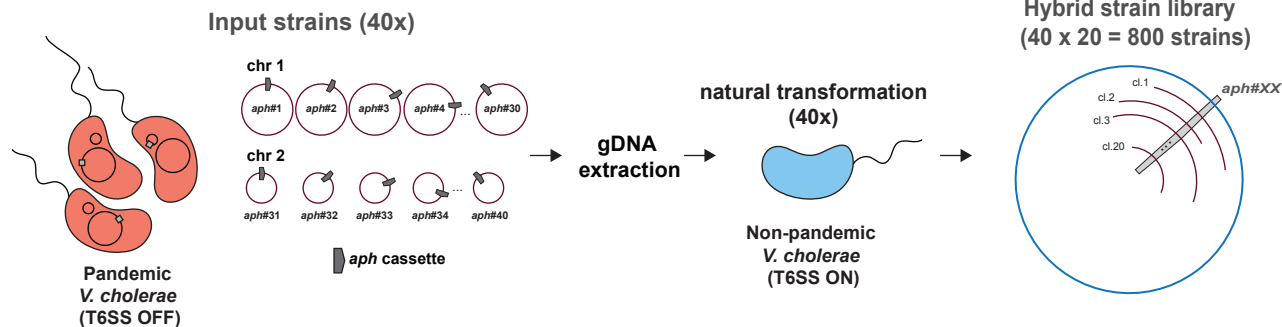 Input strains (40x)
chr 1
aph#1
aph#2
aph#3
aph#4
...
aph#30
chr 2
...
aph#31
aph#32
aph#33
aph#34
aph#40
aph cassette
Pandemic
V. cholerae
(T6SS OFF)
gDNA
extraction
natural transformation
(40x)
Non-pandemic
V. cholerae
(T6SS ON)
Hybrid strain library
(40 x 20 = 800 strains)
cl.1
cl.2
cl.3
cl.20
...
aph#XX